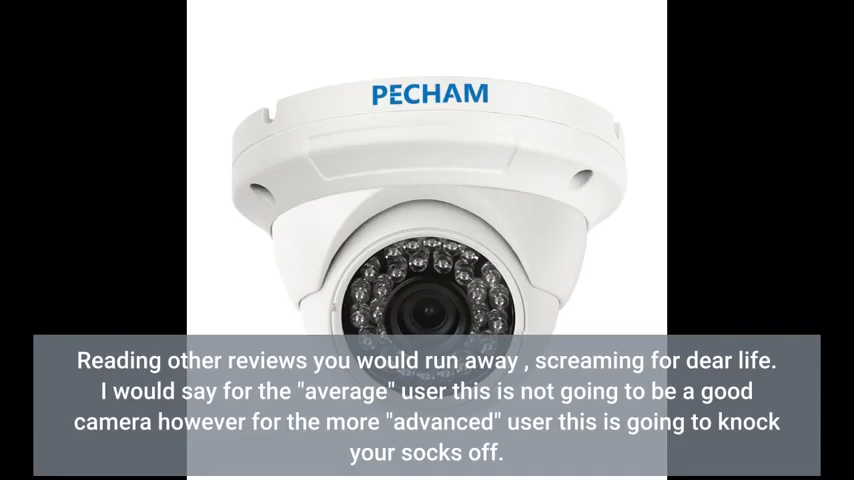 PECHAM
Reading other reviews you would run away , screaming for dear life.
I would say for the "average" user this is not going to be a good
camera however for the more "advanced" user this is going to knock
your socks off.